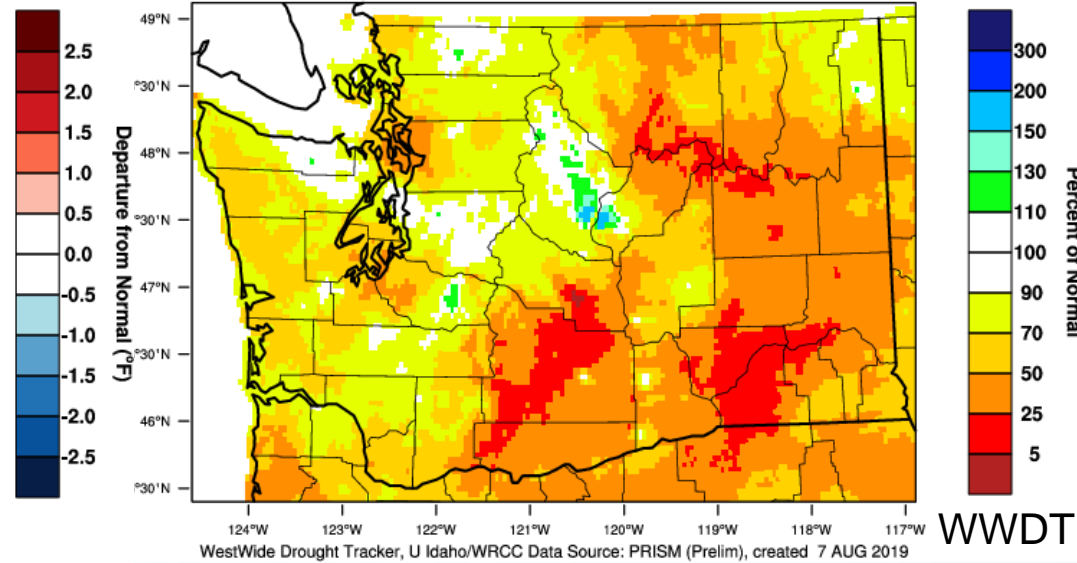 2.5
2.0
1.5
1.0
0.5
0.0
-0.5
-1.0
-1.5
-2.0
-2.5
Departure from Normal (°F)
49°N
°30'N
48°N
°30'N
47°N
°30'N
46°N
°30'N
124°W 123°W 122°W 121°W 120°W 119°W 118°W 117°W
WestWide Drought Tracker, U Idaho/WRCC Data Source: PRISM (Prelim), created 7 AUG 2019
300
200
150
130
110
100
90
70
50
25
5
Percent of Normal
WWDT